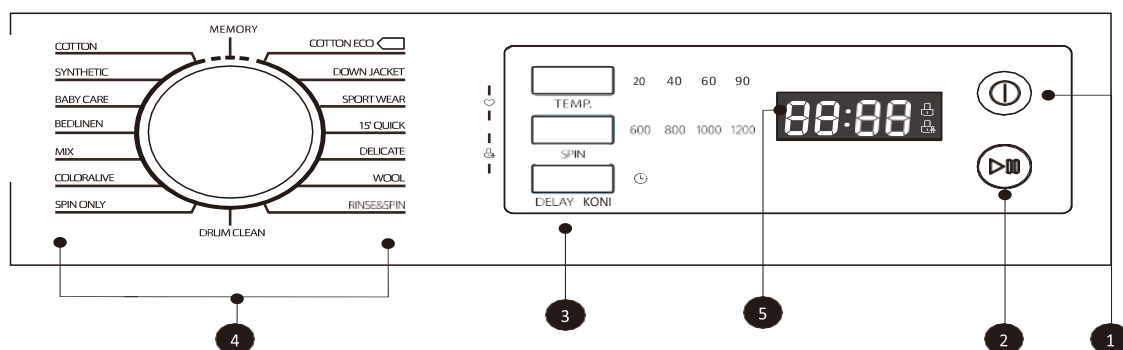 MEMORY
COTTON
COTTON ECO
SYNTHETIC
DOWN JACKET
BABY CARE
SPORT WEAR
BEDLINEN
15' QUICK
MIX
DELICATE
COLORALIVE
WOOL
SPIN ONLY
RINSE&SPIN
DRUM CLEAN
20 40 60 90
TEMP.
600 800 1000 1200
SPIN
DELAY KONI
88:88
1
2
3
4
5